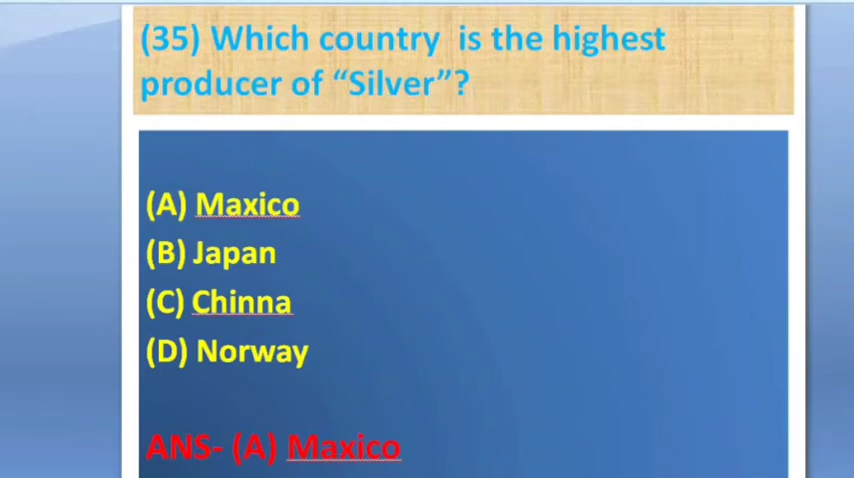 (35) Which country is the highest
producer of “Silver”?
(A) Maxico
(B) Japan
(C) Chinna
(D) Norway
ANS- (A) Maxico